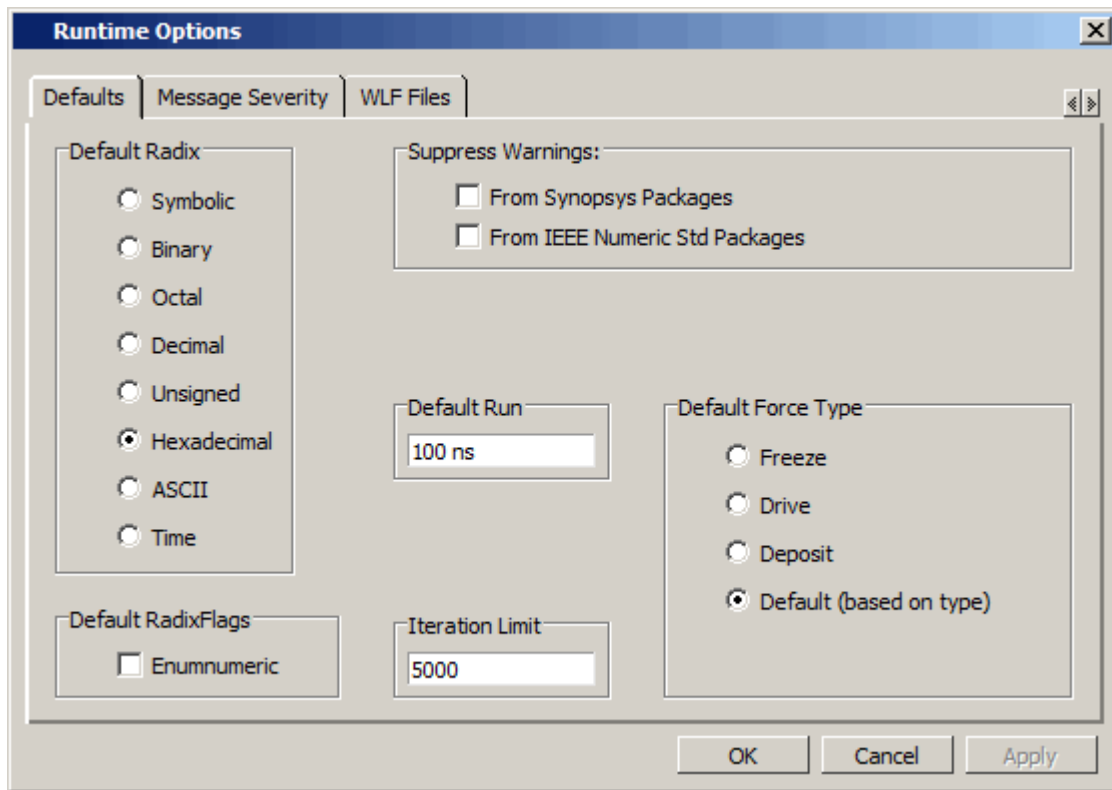 Runtime Options
Defaults Message Severity WLF Files
Default Radix
Symbolic
Binary
Octal
Decimal
Unsigned
Hexadecimal
ASCII
Time
Suppress Warnings:
From Synopsys Packages
From IEEE Numeric Std Packages
Default Run
100 ns
Default Force Type
Freeze
Drive
Deposit
Default (based on type)
Default RadixFlags
Enumnumeric
Iteration Limit
5000
OK Cancel Apply